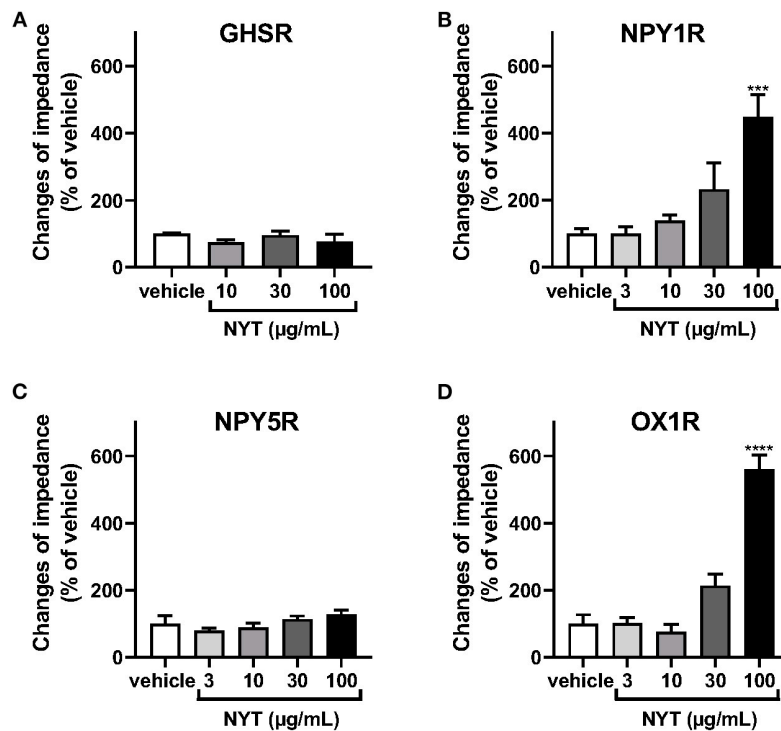 A
GHSR
Changes of impedance
(% of vehicle)
600
400
200
0
vehicle 10 30 100
NYT (µg/mL)
B
NPY1R
Changes of impedance
(% of vehicle)
600
400
200
0
***
vehicle 3 10 30 100
NYT (µg/mL)
C
NPY5R
Changes of impedance
(% of vehicle)
600
400
200
0
vehicle 3 10 30 100
NYT (µg/mL)
D
OX1R
Changes of impedance
(% of vehicle)
600
400
200
0
****
vehicle 3 10 30 100
NYT (µg/mL)